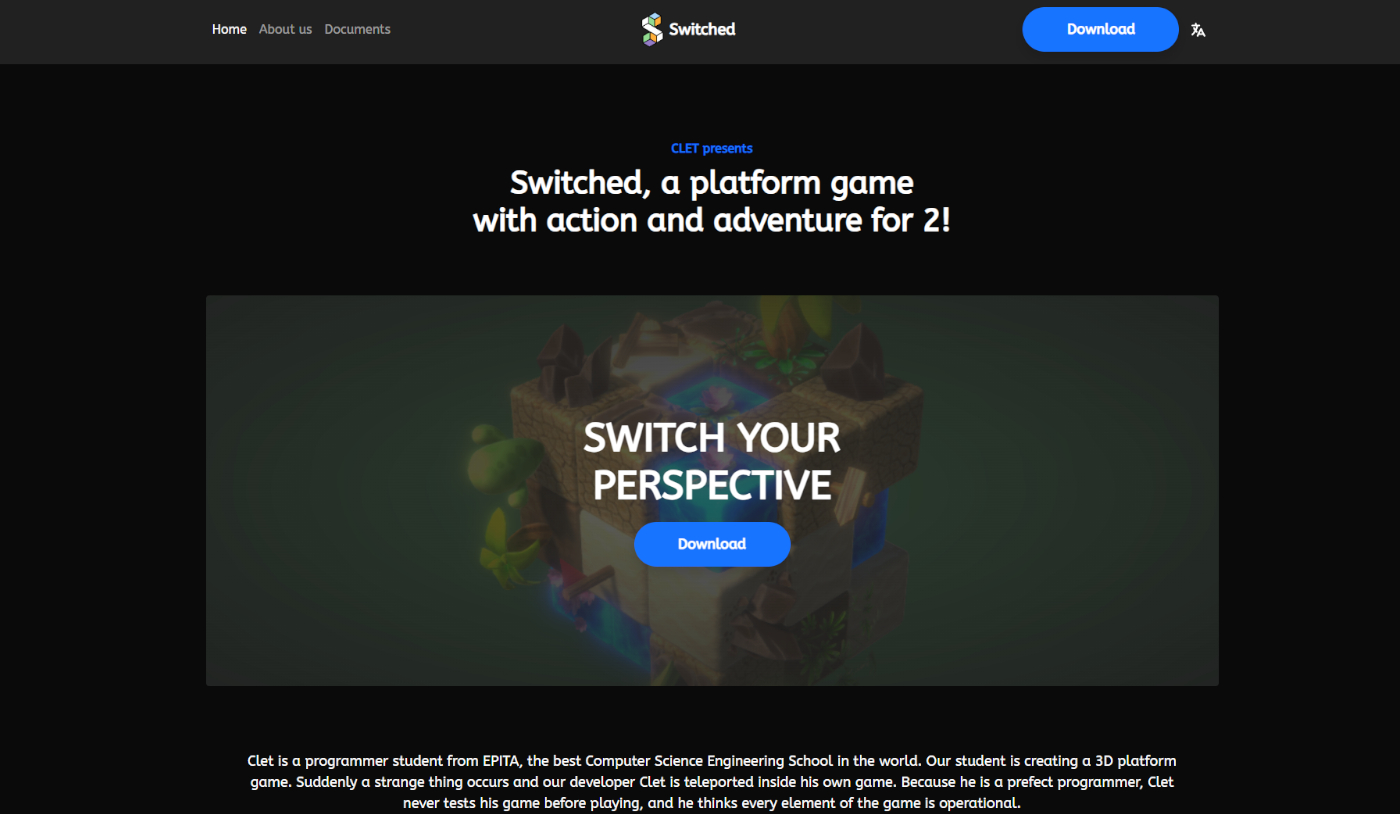 Home About us Documents
Switched
Download
CLET presents
Switched, a platform game
with action and adventure for 2!
SWITCH YOUR
PERSPECTIVE
Download
Clet is a programmer student from EPITA, the best Computer Science Engineering School in the world. Our student is creating a 3D platform
game. Suddenly a strange thing occurs and our developer Clet is teleported inside his own game. Because he is a prefect programmer, Clet
never tests his game before playing, and he thinks every element of the game is operational.